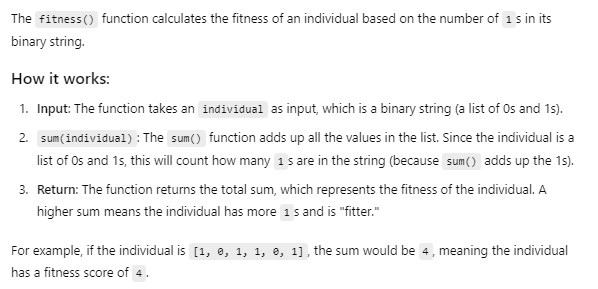 The fitness() function calculates the fitness of an individual based on the number of 1 s in its
binary string.
How it works:
1. Input: The function takes an individual as input, which is a binary string (a list of 0s and 1s).
2. sum(individual) : The sum() function adds up all the values in the list. Since the individual is a
list of 0s and 1s, this will count how many 1 's are in the string (because sum() adds up the 1s).
3. Return: The function returns the total sum, which represents the fitness of the individual. A
higher sum means the individual has more 1 s and is "fitter."
For example, if the individual is [1, 0, 1, 1, 0, 1] , the sum would be 4 , meaning the individual
has a fitness score of 4 .